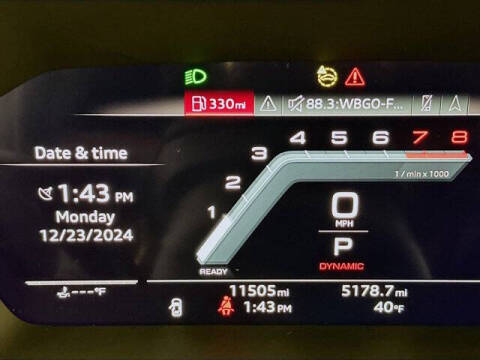 330mi
88.3:WBGO-F...
Date & time
1:43 PM
Monday
12/23/2024
---°F
1 2 3 4 5 6 7 8
1/min x 1000
0
MPH
P
DYNAMIC
READY
11505mi
5178.7mi
1:43 PM
40°F